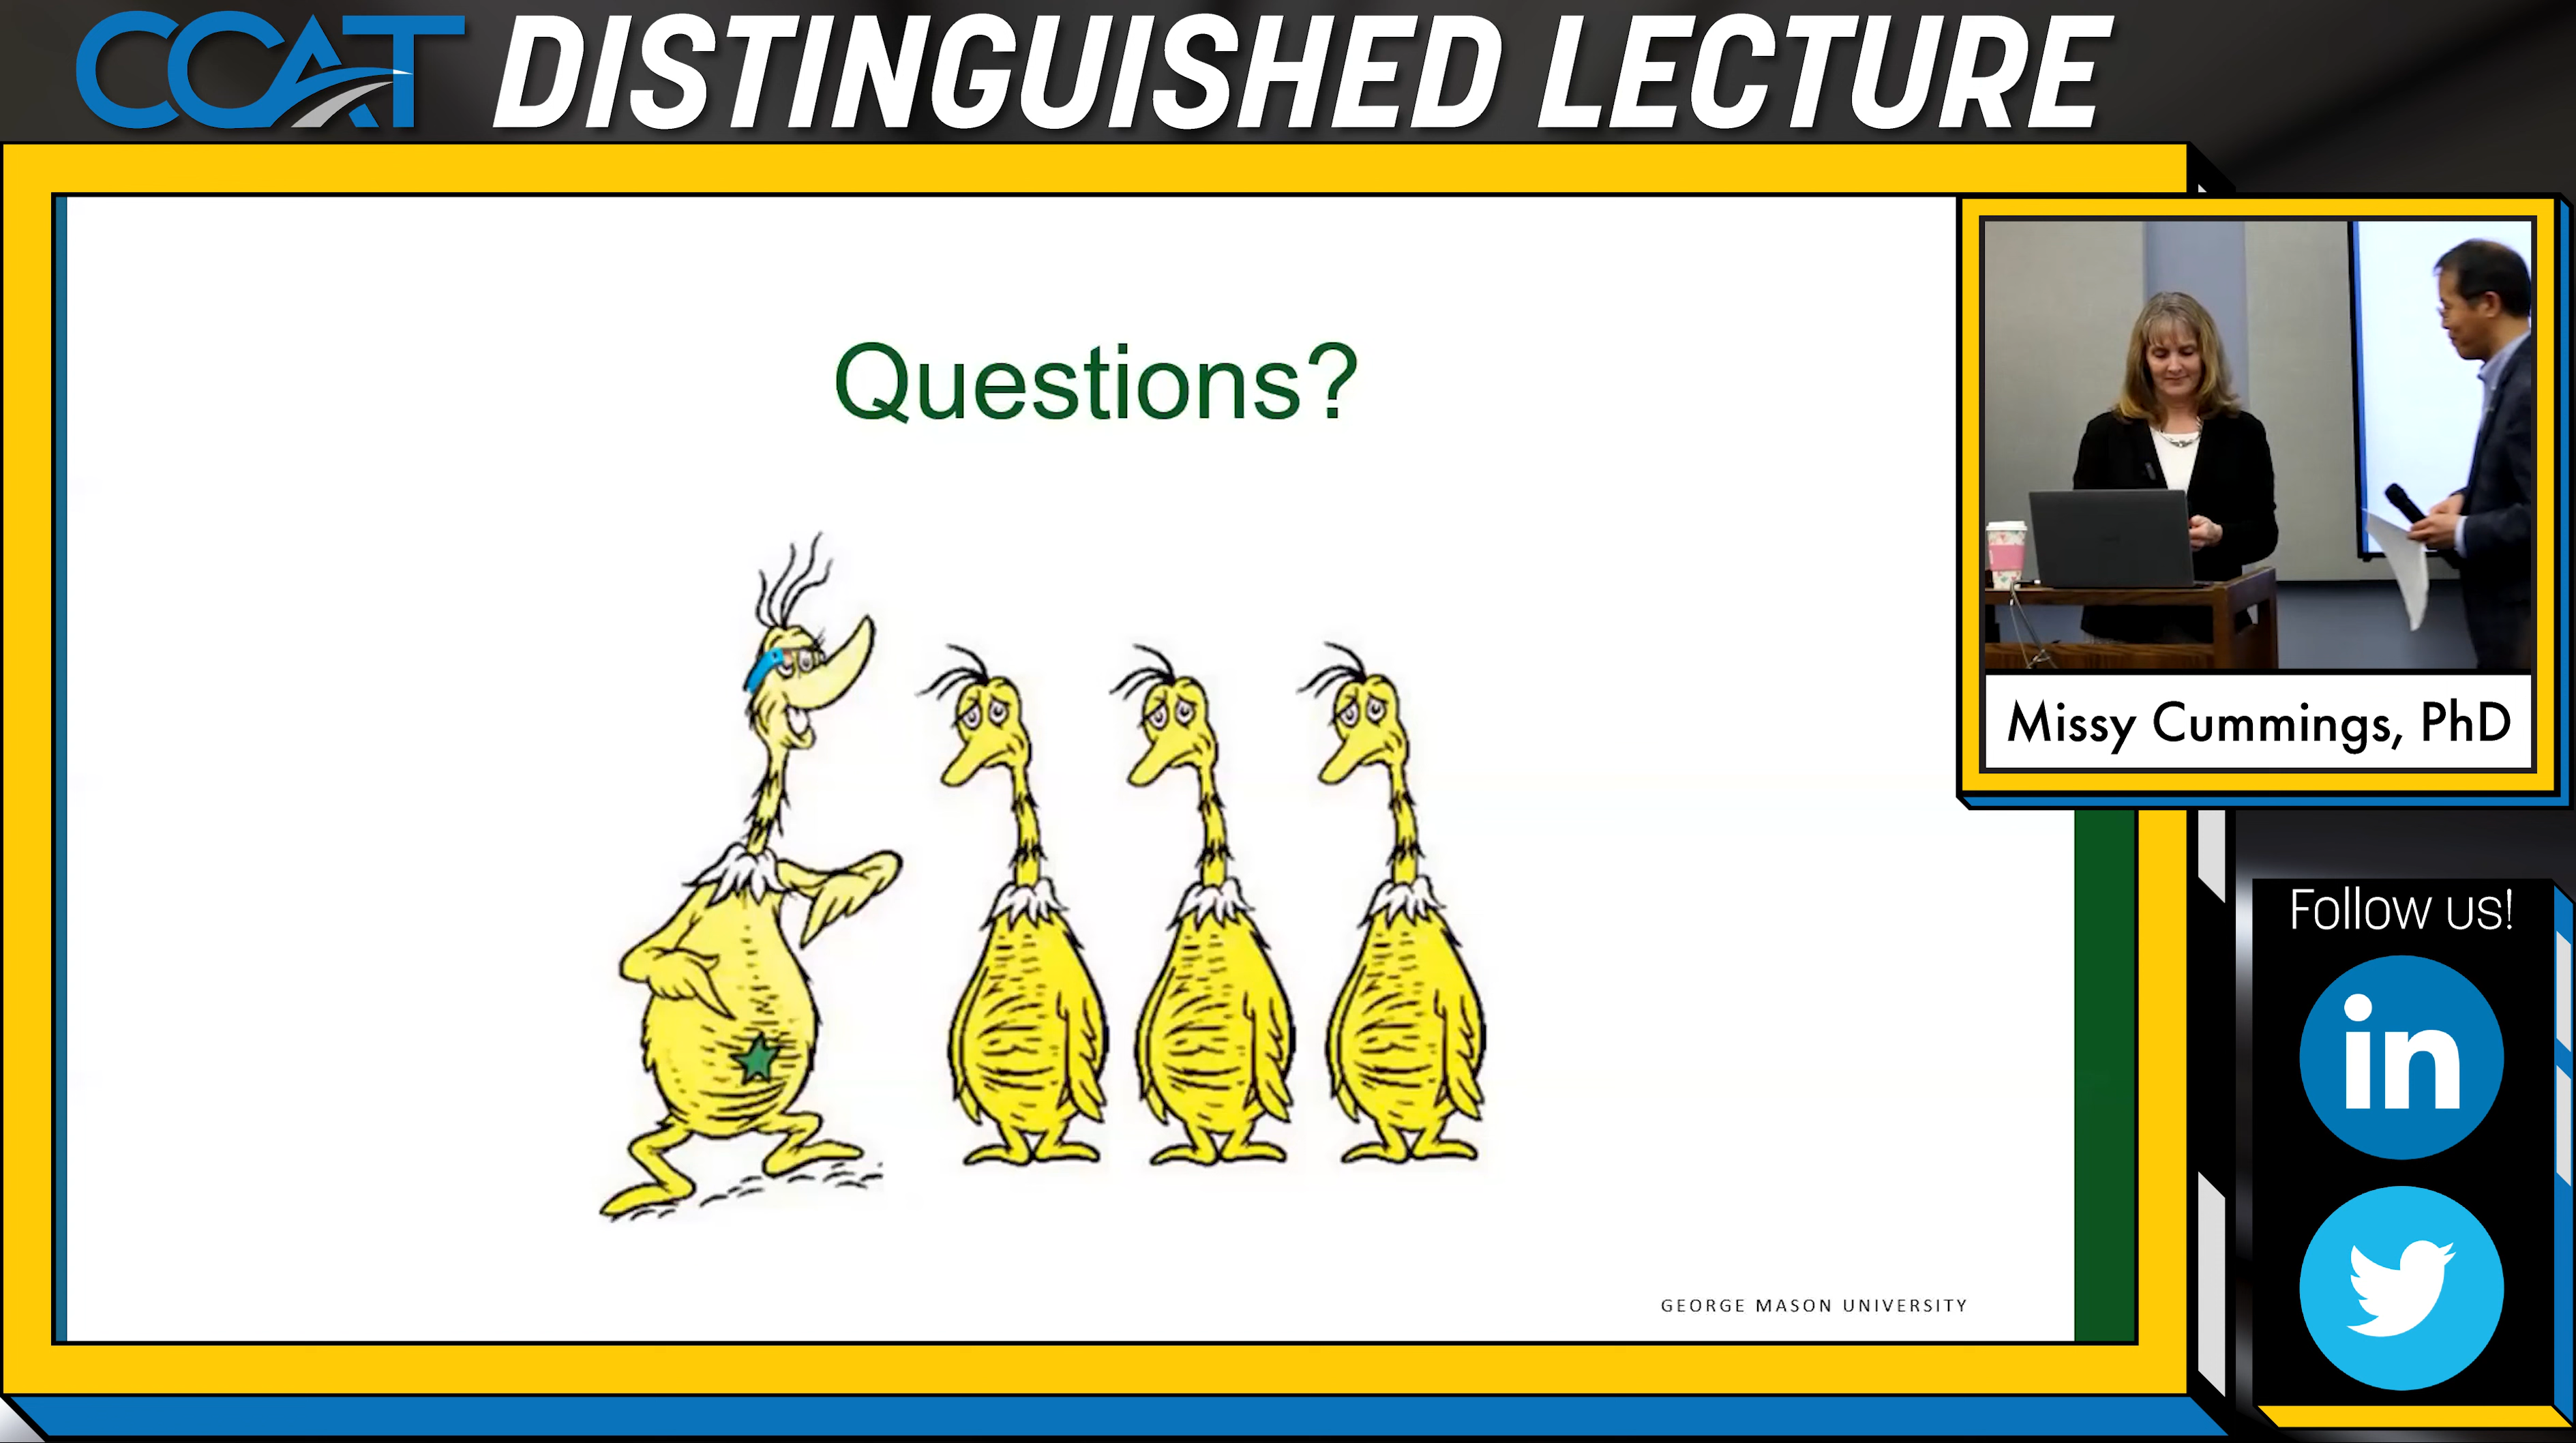 CCAT DISTINGUISHED LECTURE
Questions?
Missy Cummings, PhD
Follow us!
in
GEORGE MASON UNIVERSITY